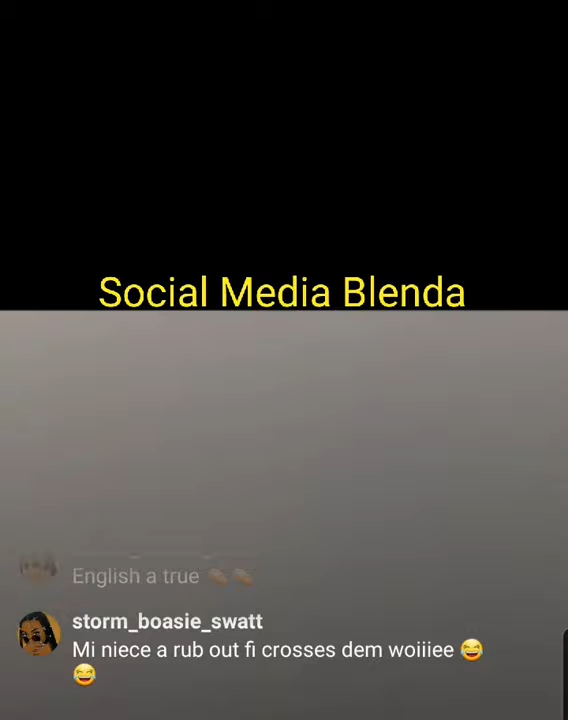 Social Media Blenda
English a true 👏🏽👏🏽
storm_boasie_swatt
Mi niece a rub out fi crosses dem woiiiee 😂
😂